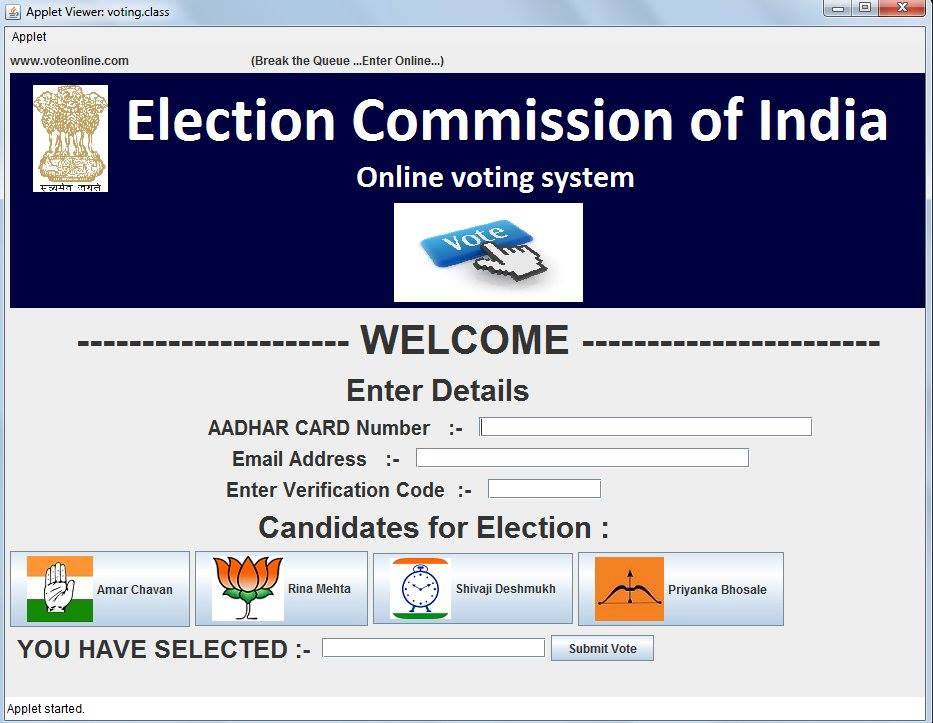 Applet Viewer: voting.class
Applet
www.voteonline.com (Break the Queue ...Enter Online...)
Election Commission of India
सत्यमेव जयते
Online voting system
Vote
--------------------- WELCOME -----------------------
Enter Details
AADHAR CARD Number :-
Email Address :-
Enter Verification Code :-
Candidates for Election :
Amar Chavan Rina Mehta Shivaji Deshmukh Priyanka Bhosale
YOU HAVE SELECTED :- Submit Vote
Applet started.